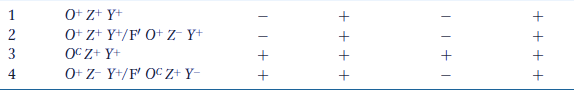 1 O⁺ Z⁺ Y⁺ − + − +
2 O⁺ Z⁺ Y⁺/F′ O⁺ Z⁻ Y⁺ − + − +
3 Oᶜ Z⁺ Y⁺ + + + +
4 O⁺ Z⁻ Y⁺/F′ Oᶜ Z⁺ Y⁻ + + − +